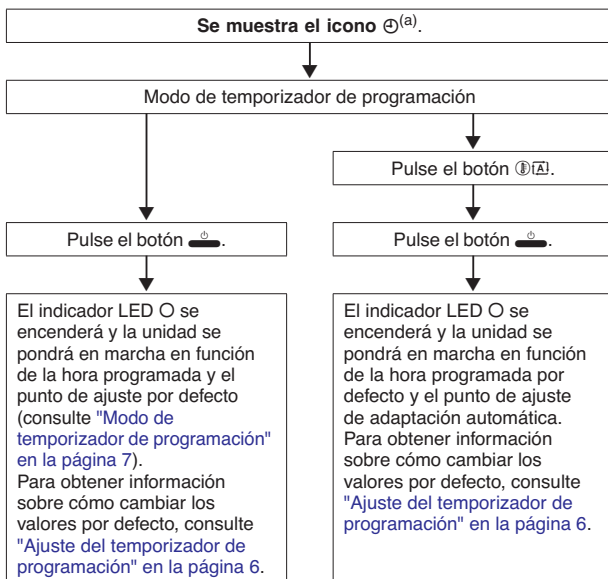 Se muestra el icono ⏲(a).
Modo de temporizador de programación
Pulse el botón 🌡A.
Pulse el botón ⏻.
Pulse el botón ⏻.
El indicador LED O se
encenderá y la unidad se
pondrá en marcha en función
de la hora programada y el
punto de ajuste por defecto
(consulte "Modo de
temporizador de programación"
en la página 7).
Para obtener información
sobre cómo cambiar los
valores por defecto, consulte
"Ajuste del temporizador de
programación" en la página 6.
El indicador LED O se
encenderá y la unidad se
pondrá en marcha en función
de la hora programada por
defecto y el punto de ajuste
de adaptación automática.
Para obtener información
sobre cómo cambiar los
valores por defecto, consulte
"Ajuste del temporizador de
programación" en la página 6.